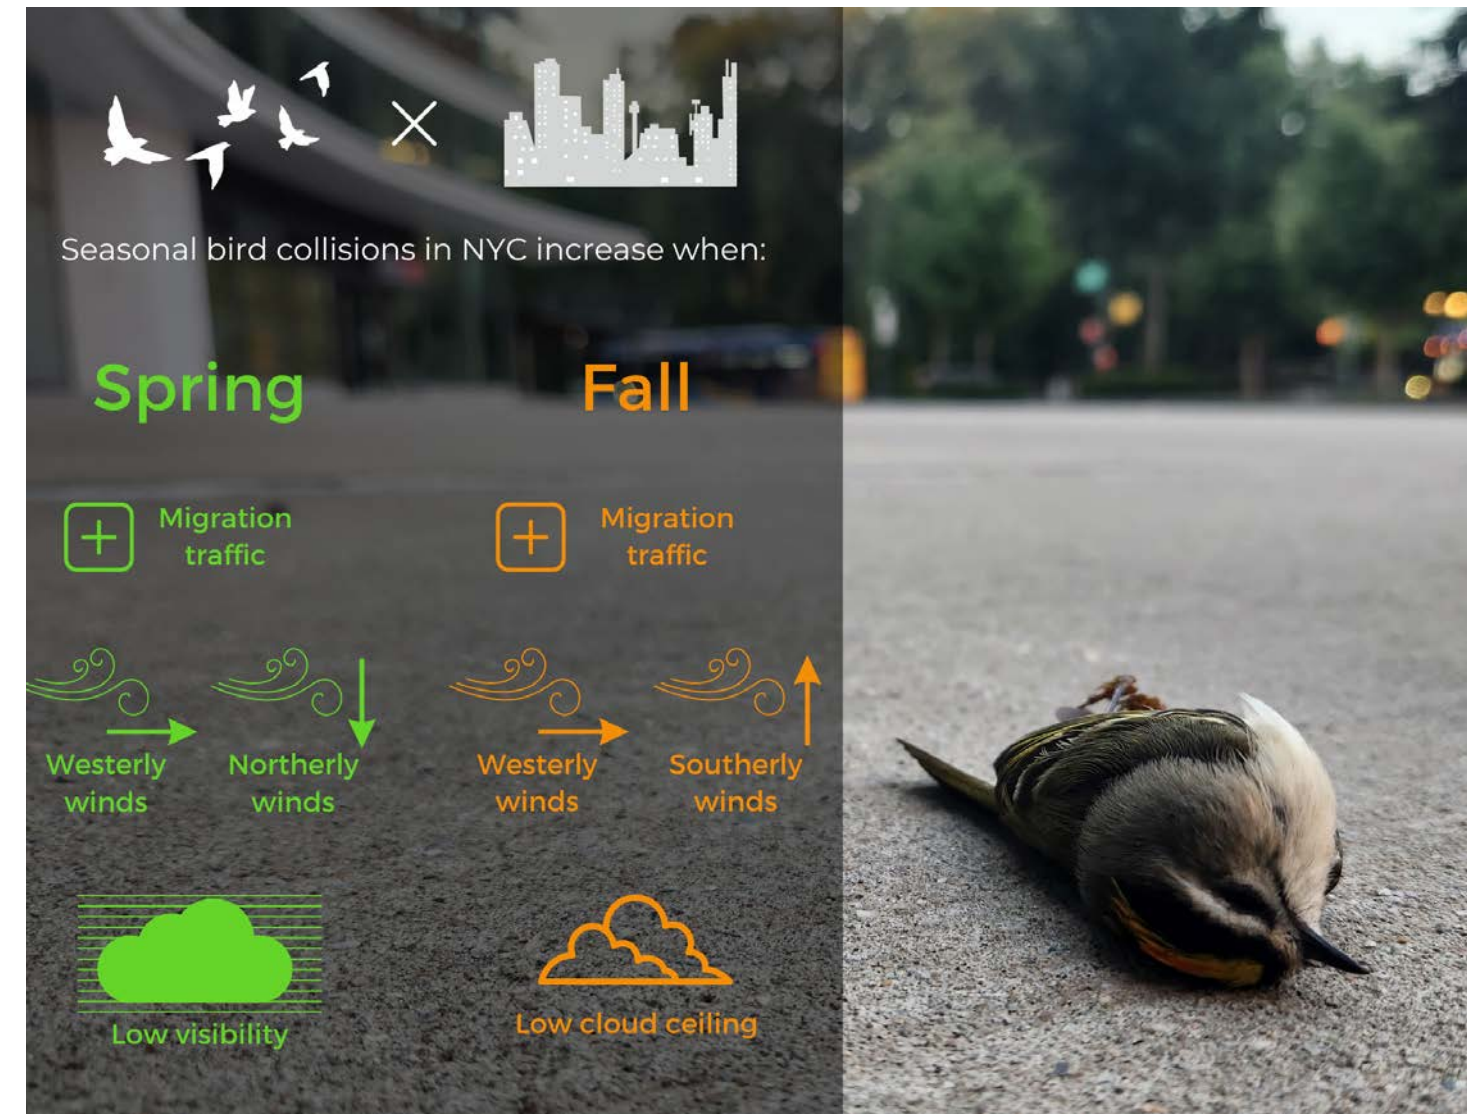 Seasonal bird collisions in NYC increase when:
Spring
Fall
Migration
traffic
Migration
traffic
Westerly
winds
Northerly
winds
Westerly
winds
Southerly
winds
Low visibility
Low cloud ceiling